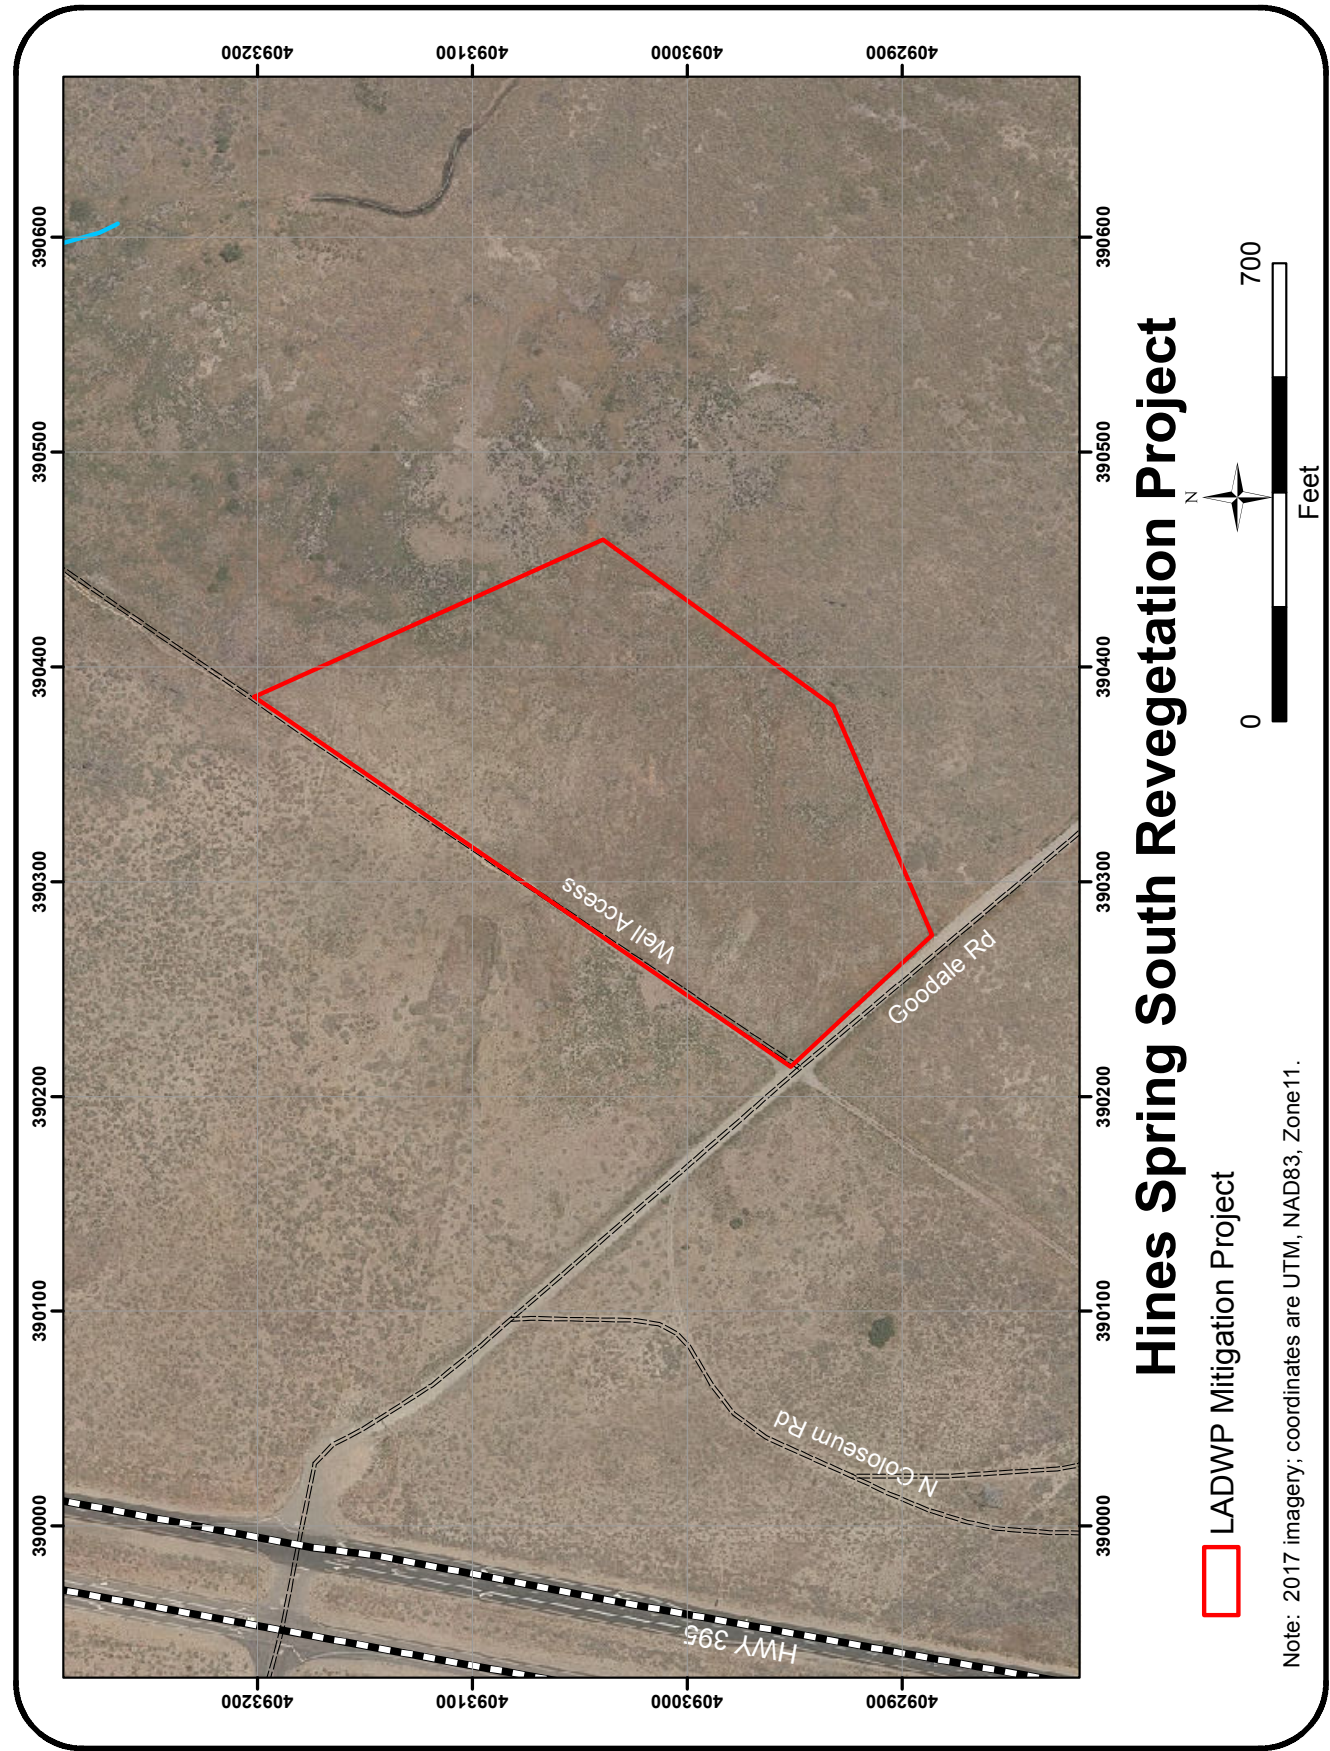 390000
390100
390200
390300
390400
390500
390600
4093200
4093100
4093000
4092900
4093200
4093100
4093000
4092900
HWY 395
N Coloseum Rd
Goodale Rd
Well Access
390000
390100
390200
390300
390400
390500
390600
Hines Spring South Revegetation Project
LADWP Mitigation Project
N
0
700
Feet
Note: 2017 imagery; coordinates are UTM, NAD83, Zone11.